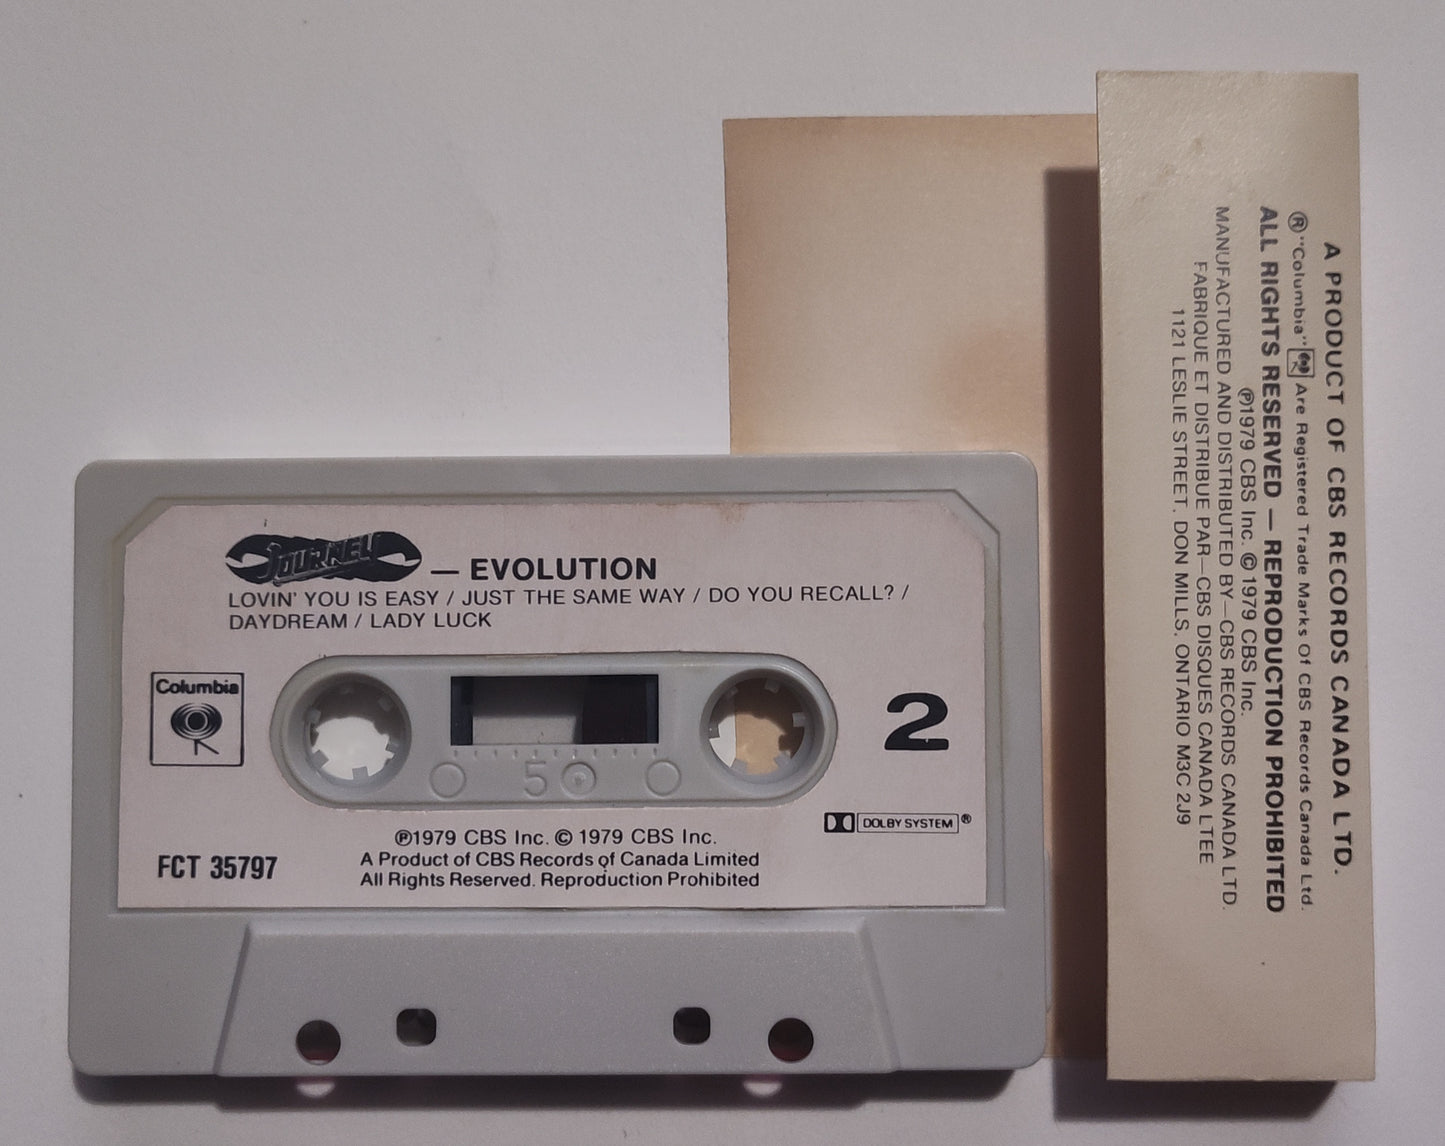 JOURNEY — EVOLUTION
LOVIN' YOU IS EASY / JUST THE SAME WAY / DO YOU RECALL? /
DAYDREAM / LADY LUCK
Columbia
2
50
DOLBY SYSTEM®
Ⓟ1979 CBS Inc. © 1979 CBS Inc.
FCT 35797
A Product of CBS Records of Canada Limited
All Rights Reserved. Reproduction Prohibited
A PRODUCT OF CBS RECORDS CANADA LTD.
® "Columbia" Are Registered Trade Marks Of CBS Records Canada Ltd.
ALL RIGHTS RESERVED — REPRODUCTION PROHIBITED
Ⓟ1979 CBS Inc. © 1979 CBS Inc.
MANUFACTURED AND DISTRIBUTED BY—CBS RECORDS CANADA LTD.
FABRIQUE ET DISTRIBUE PAR—CBS DISQUES CANADA LTEE
1121 LESLIE STREET, DON MILLS, ONTARIO M3C 2J9